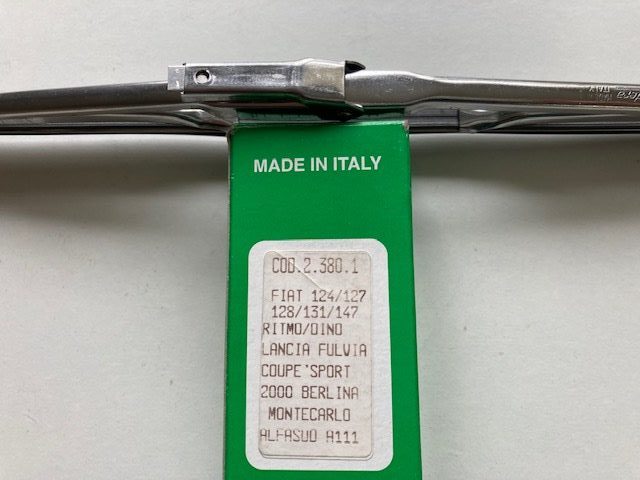 MADE IN ITALY
COD.2.380.1
FIAT 124/127
128/131/147
RITMO/DINO
LANCIA FULVIA
COUPE'SPORT
2000 BERLINA
MONTECARLO
ALFASUD A111